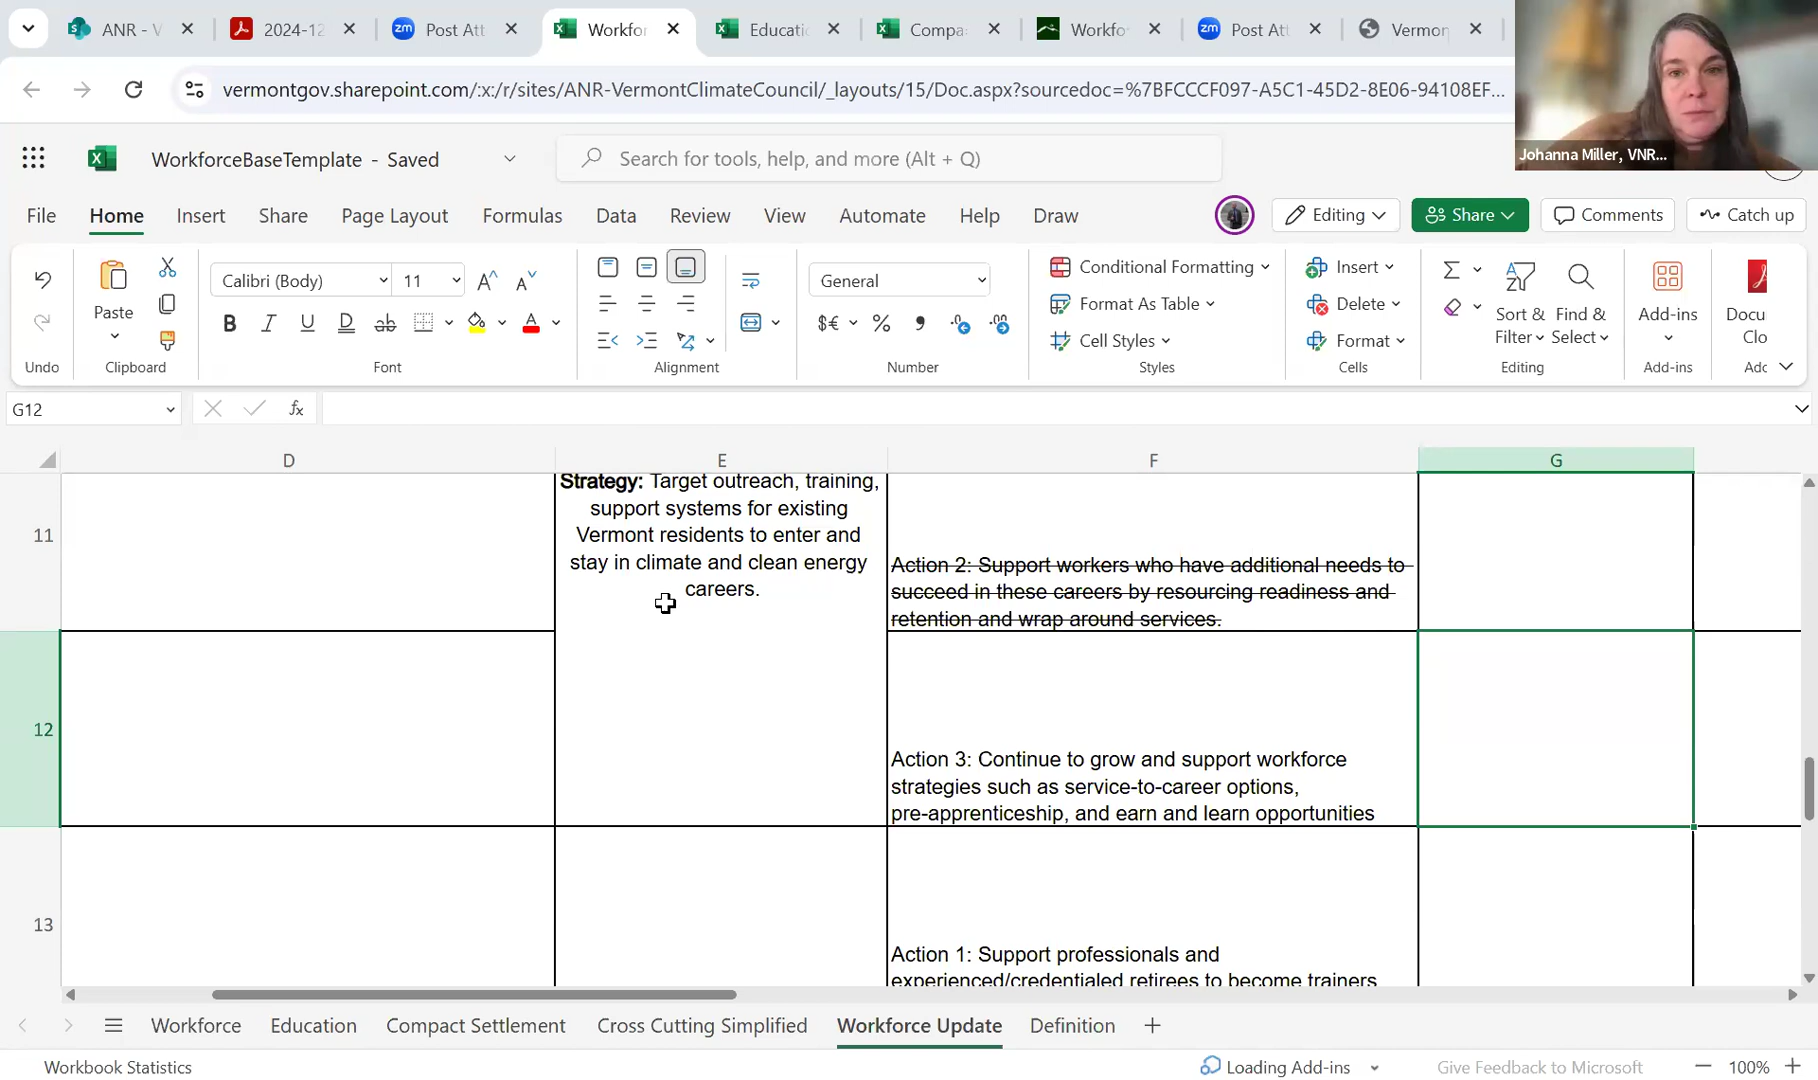 ANR - V
2024-12
Post Att
Workfor
Educatio
Compa
Workfo
Post Att
Vermon
vermontgov.sharepoint.com/:x:/r/sites/ANR-VermontClimateCouncil/_layouts/15/Doc.aspx?sourcedoc=%7BFCCCF097-A5C1-45D2-8E06-94108EF...
Johanna Miller, VNR...
WorkforceBaseTemplate - Saved
Search for tools, help, and more (Alt + Q)
File Home Insert Share Page Layout Formulas Data Review View Automate Help Draw
Editing
Share
Comments
Catch up
Calibri (Body) 11
General
Conditional Formatting
Format As Table
Cell Styles
Insert
Delete
Format
Paste
Sort & Filter
Find & Select
Add-ins
Docu
Clo
Undo Clipboard Font Alignment Number Styles Cells Editing Add-ins Adc
G12
fx
D E F G
11
Strategy: Target outreach, training,
support systems for existing
Vermont residents to enter and
stay in climate and clean energy
careers.
Action 2: Support workers who have additional needs to
succeed in these careers by resourcing readiness and
retention and wrap around services.
12
Action 3: Continue to grow and support workforce
strategies such as service-to-career options,
pre-apprenticeship, and earn and learn opportunities
13
Action 1: Support professionals and
experienced/credentialed retirees to become trainers
Workforce Education Compact Settlement Cross Cutting Simplified Workforce Update Definition
Workbook Statistics
Loading Add-ins
Give Feedback to Microsoft
100%